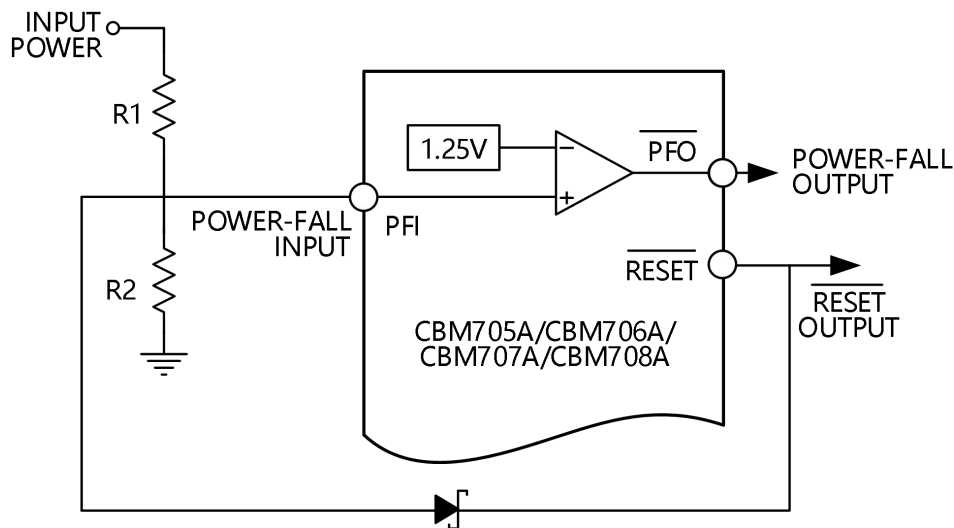 INPUT
POWER
R1
1.25V
−
+
PFO
POWER-FALL
OUTPUT
POWER-FALL
INPUT
PFI
RESET
R2
RESET
OUTPUT
CBM705A/CBM706A/
CBM707A/CBM708A